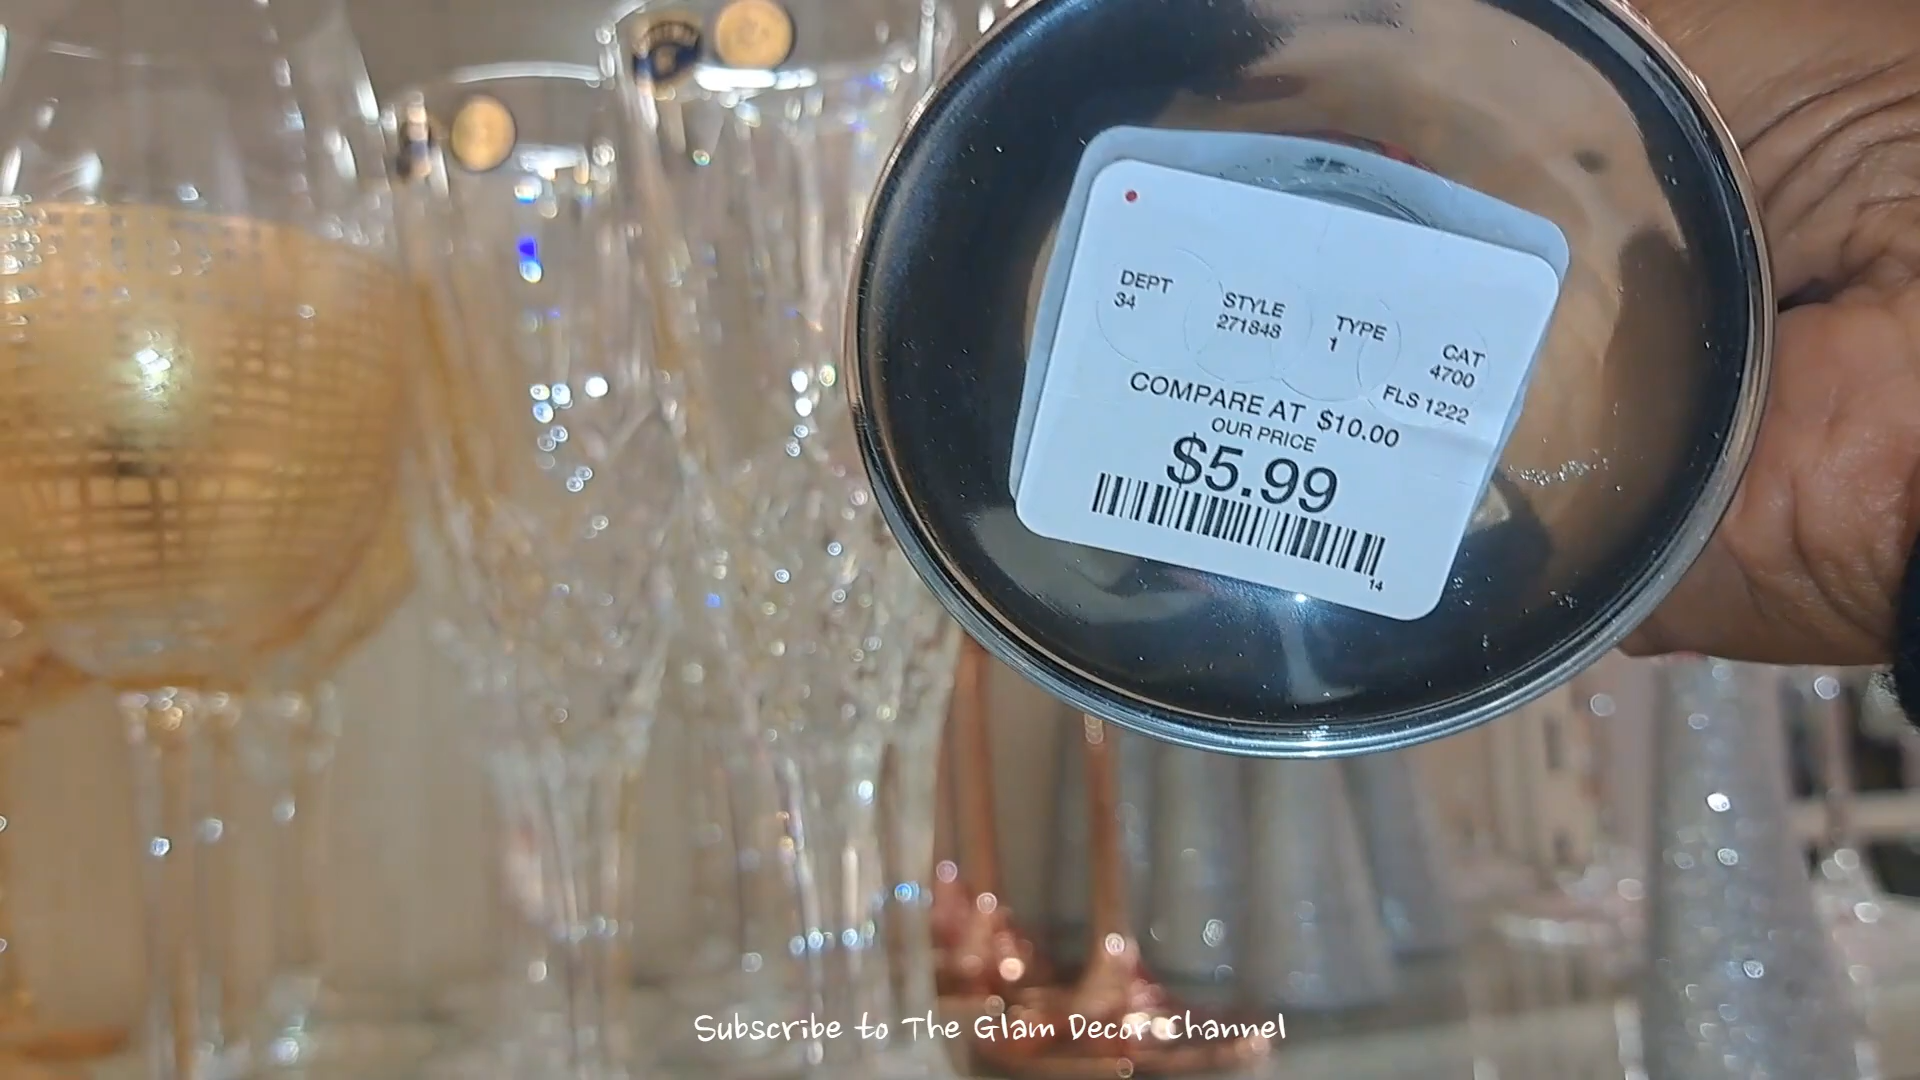 DEPT STYLE TYPE CAT
34 271848 1 4700
FLS 1222
COMPARE AT $10.00
OUR PRICE
$5.99
14
Subscribe to The Glam Decor Channel